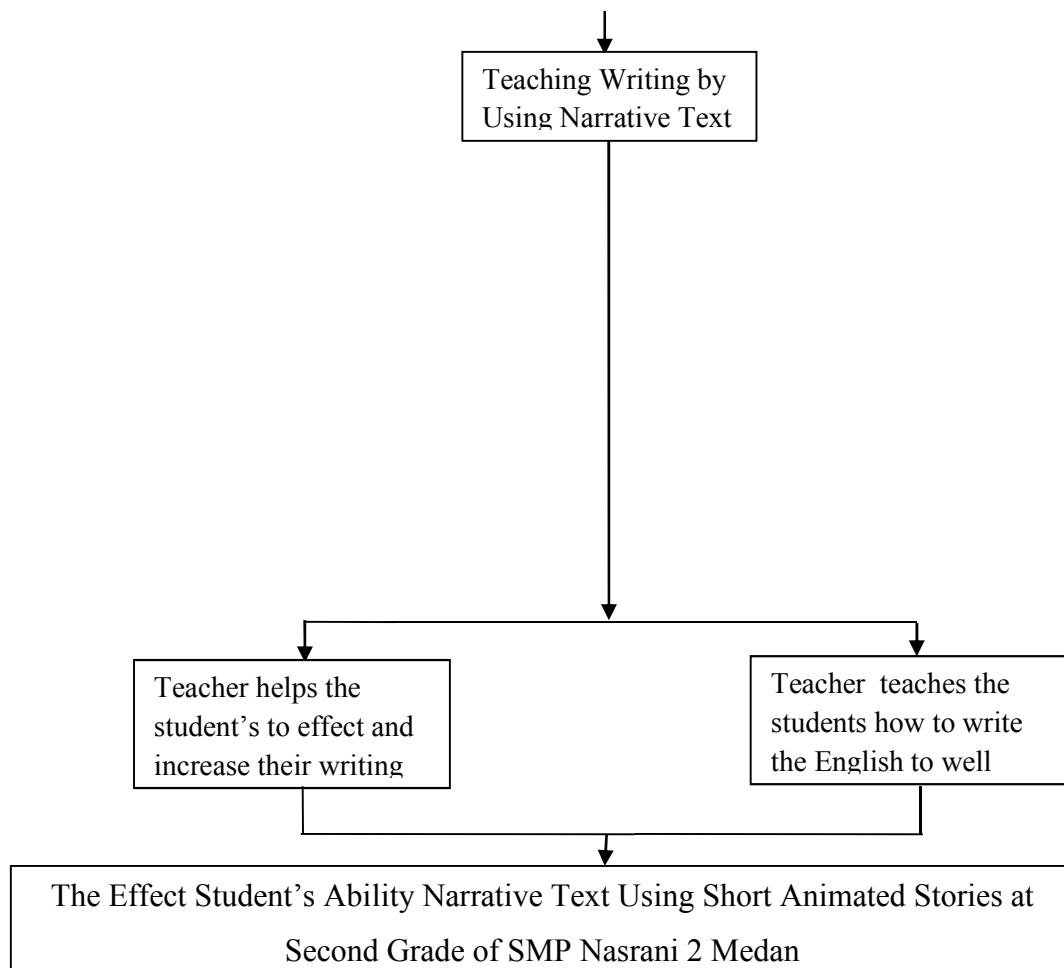 Teaching Writing by
Using Narrative Text
Teacher helps the
student’s to effect and
increase their writing
Teacher  teaches the
students how to write
the English to well
The Effect Student’s Ability Narrative Text Using Short Animated Stories at
Second Grade of SMP Nasrani 2 Medan